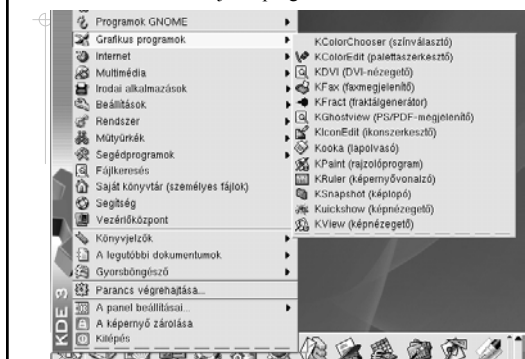 Programok GNOME
Grafikus programok
Internet
Multimédia
Irodai alkalmazások
Beállítások
Rendszer
Mütyürkék
Segédprogramok
Fájlkeresés
Saját könyvtár (személyes fájlok)
Segítség
Vezérlőközpont
Könyvjelzők
A legutóbbi dokumentumok
Gyorsböngésző
Parancs végrehajtása...
A panel beállításai...
A képernyő zárolása
Kilépés
KDE 3
KColorChooser (színválasztó)
KColorEdit (palettaszerkesztő)
KDVI (DVI-nézegető)
KFax (faxmegjelenítő)
KFract (fraktálgenerátor)
KGhostview (PS/PDF-megjelenítő)
KIconEdit (ikonszerkesztő)
Kooka (lapolvasó)
KPaint (rajzolóprogram)
KRuler (képernyővonalzó)
KSnapshot (képlopó)
Kuickshow (képnézegető)
KView (képnézegető)